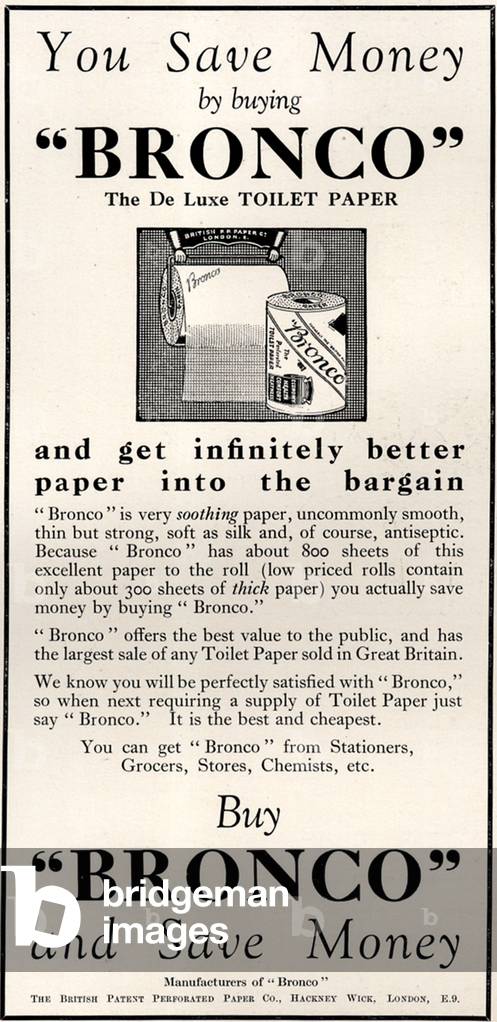 You Save Money
by buying
“BRONCO”
The De Luxe TOILET PAPER
BRITISH P.P. PAPER Co
LONDON. E.
Bronco
Bronco
TOILET PAPER
and get infinitely better
paper into the bargain
“ Bronco ” is very soothing paper, uncommonly smooth,
thin but strong, soft as silk and, of course, antiseptic.
Because “ Bronco ” has about 800 sheets of this
excellent paper to the roll (low priced rolls contain
only about 300 sheets of thick paper) you actually save
money by buying “ Bronco.”
“ Bronco ” offers the best value to the public, and has
the largest sale of any Toilet Paper sold in Great Britain.
We know you will be perfectly satisfied with “ Bronco,”
so when next requiring a supply of Toilet Paper just
say “ Bronco.” It is the best and cheapest.
You can get “ Bronco ” from Stationers,
Grocers, Stores, Chemists, etc.
Buy
“BRONCO”
b bridgeman
images
and Save Money
Manufacturers of “ Bronco ”
THE BRITISH PATENT PERFORATED PAPER CO., HACKNEY WICK, LONDON, E.9.